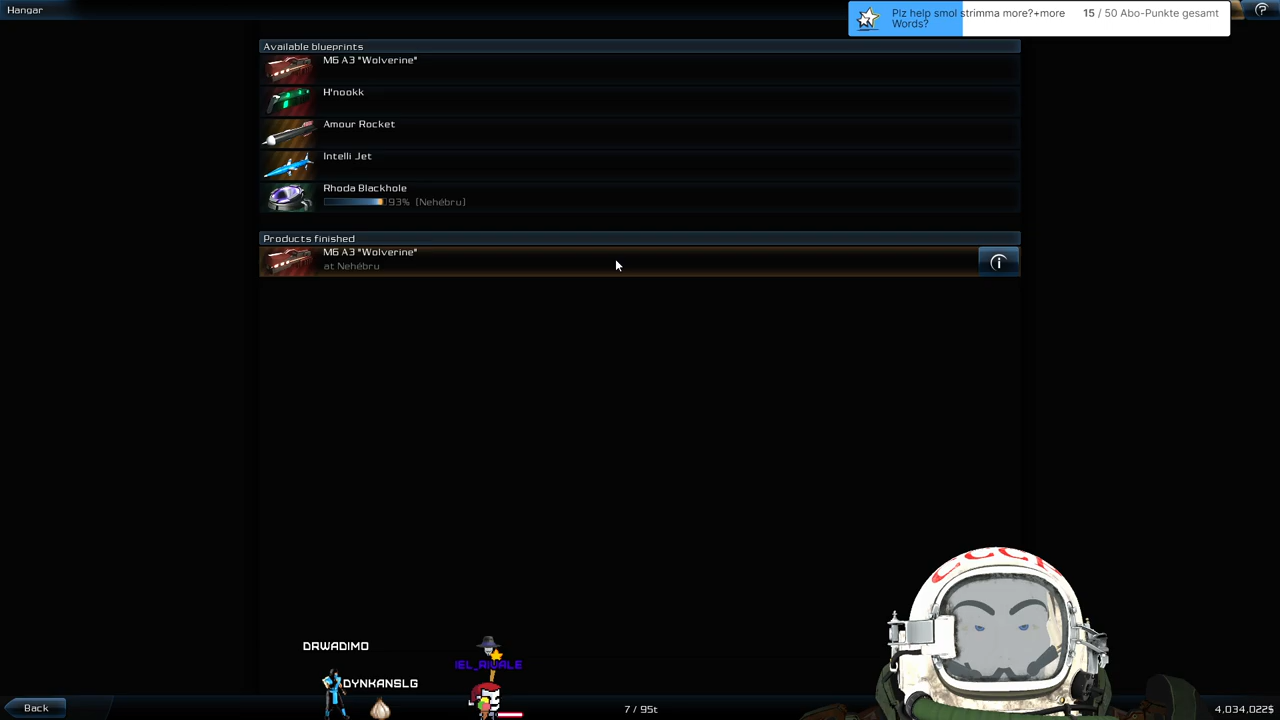 Hangar
Plz help smol strimma more?+more
Words?
15 / 50 Abo-Punkte gesamt
Available blueprints
M6 A3 "Wolverine"
H'nookk
Amour Rocket
Intelli Jet
Rhoda Blackhole
93% (Nehébru)
Products finished
M6 A3 "Wolverine"
at Nehébru
DRWADIMO
DYNKANSLG
Back
7 / 95t
4,034,022$